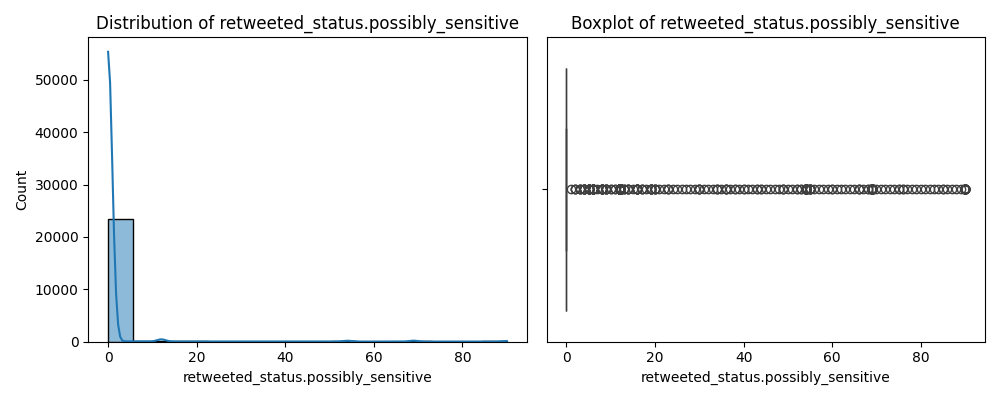 Distribution of retweeted_status.possibly_sensitive
Count
50000
40000
30000
20000
10000
0
0 20 40 60 80
retweeted_status.possibly_sensitive
Boxplot of retweeted_status.possibly_sensitive
0 20 40 60 80
retweeted_status.possibly_sensitive